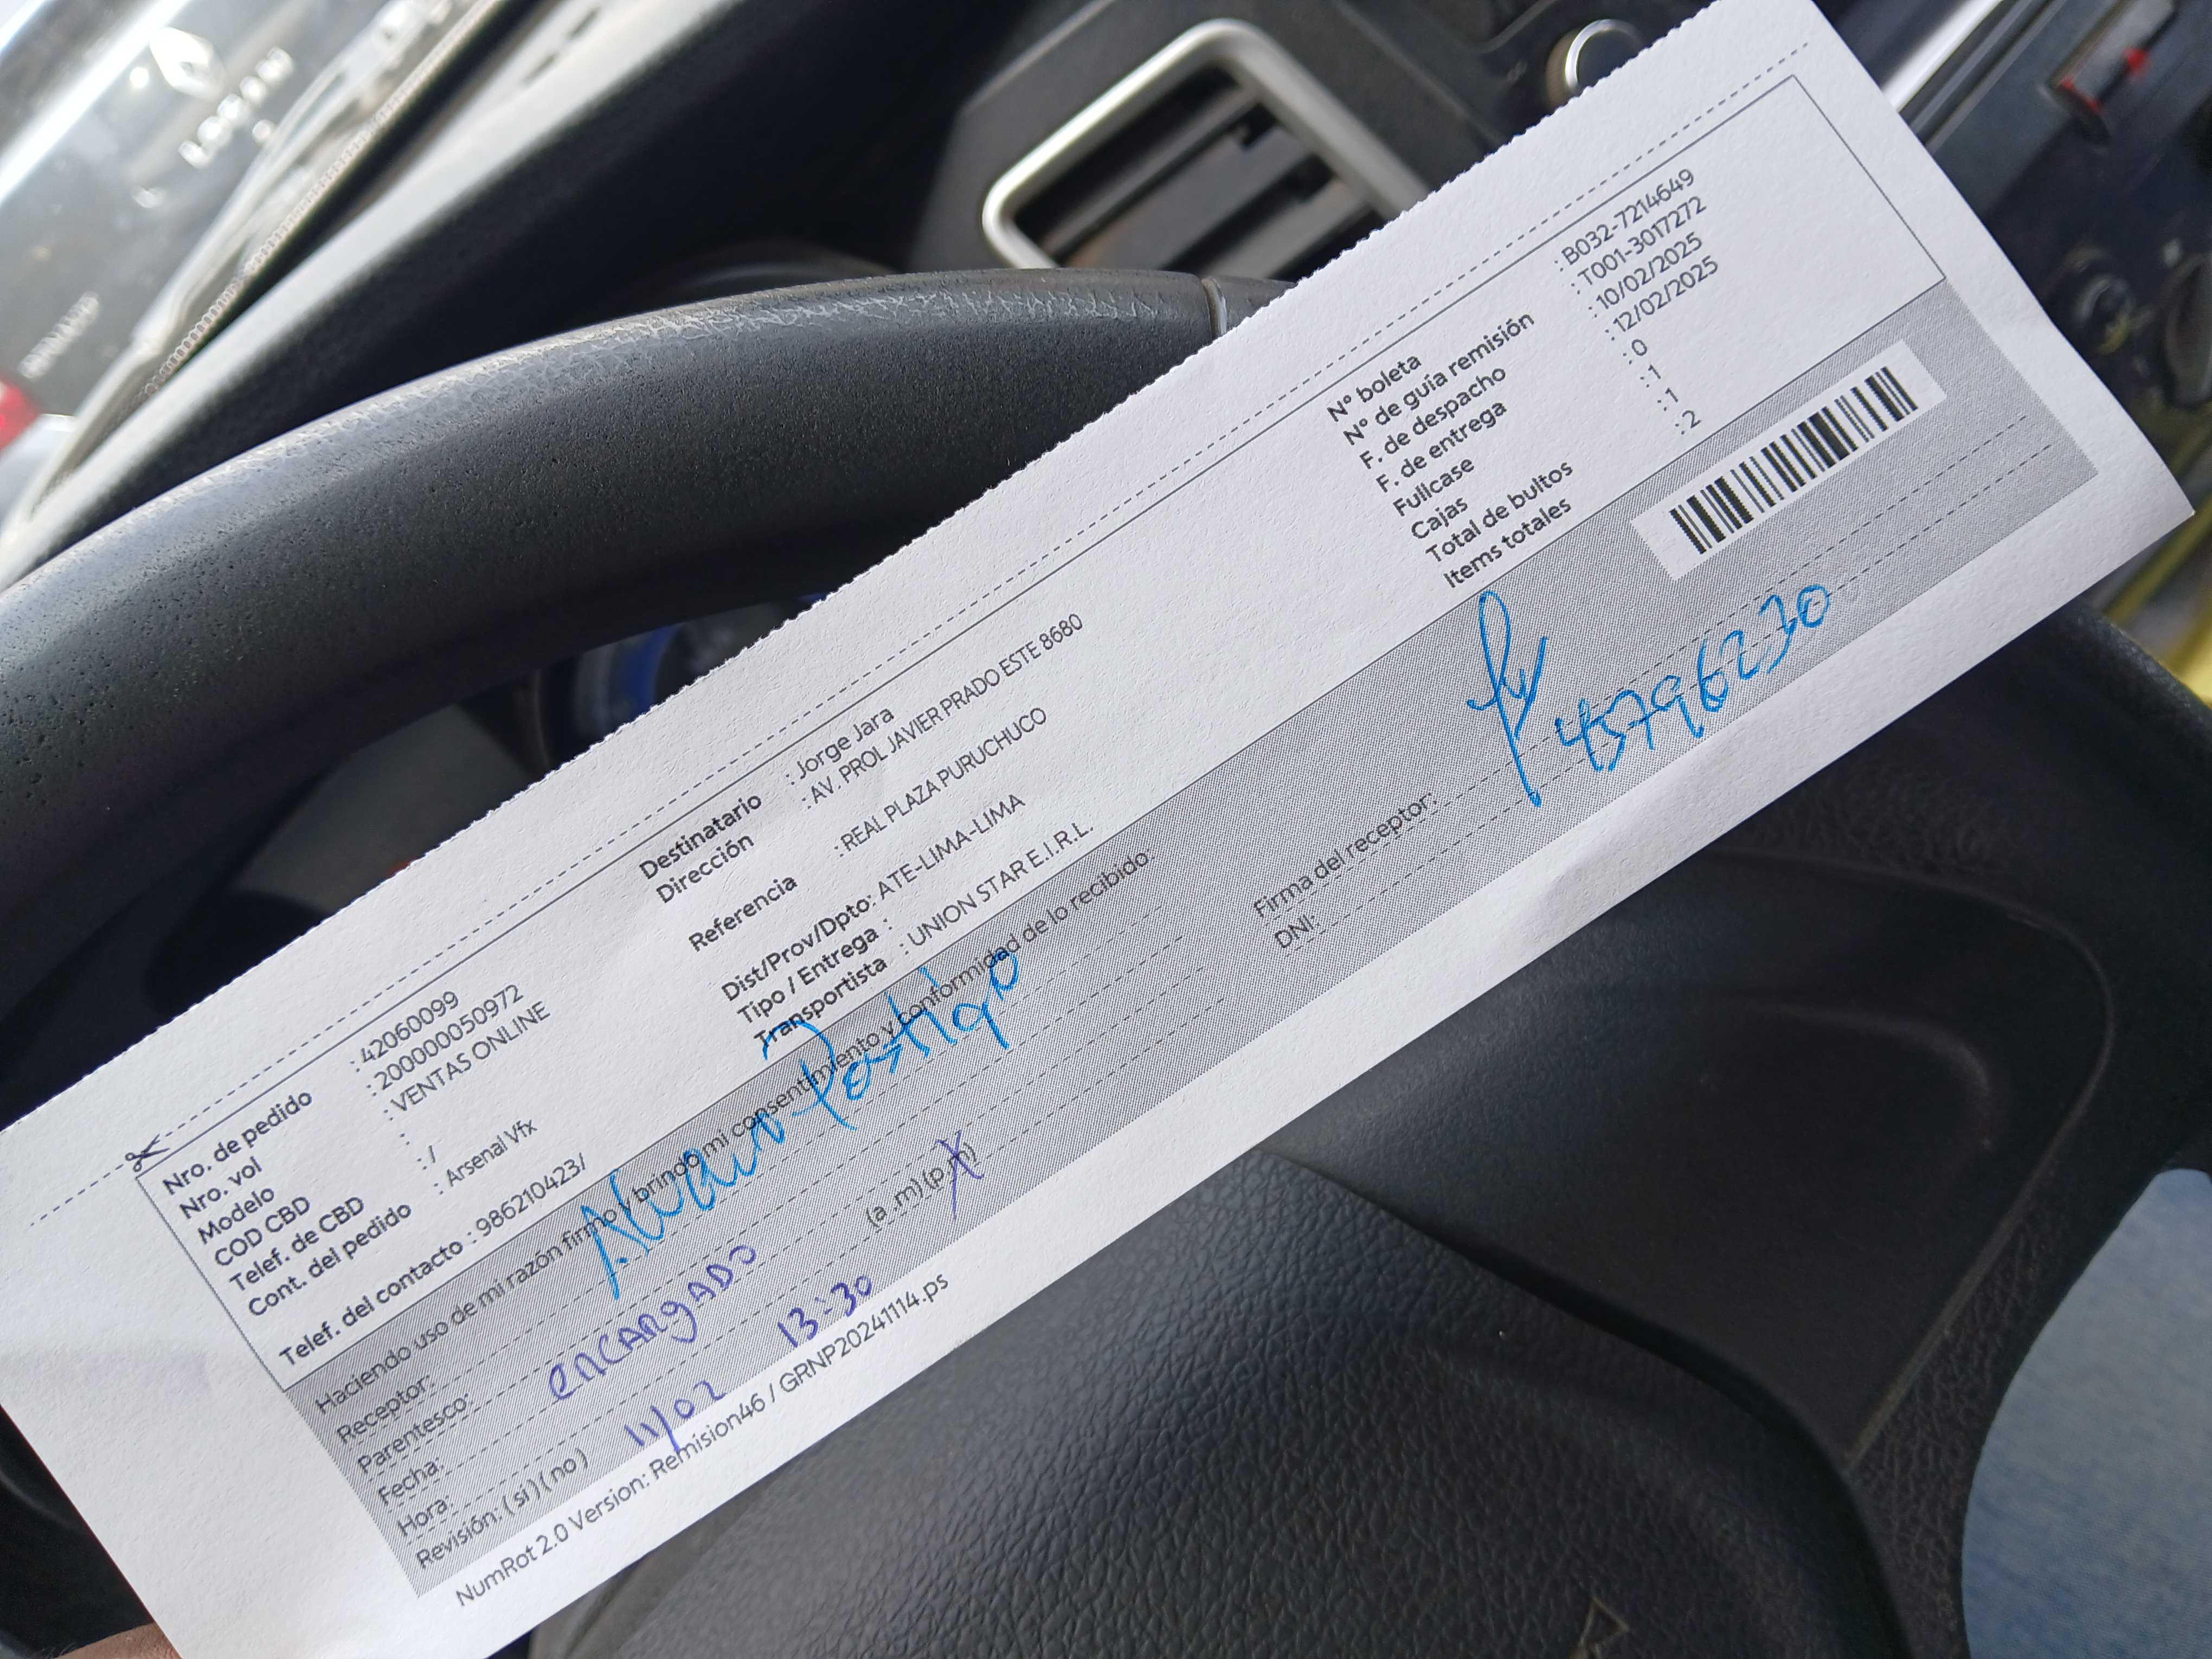 LOGAN
Nro. de pedido : 42060099
Nro. vol : 200000050972
Modelo : VENTAS ONLINE
COD CBD :
Telef. de CBD : /
Cont. del pedido : Arsenal Vfx
Telef. del contacto : 986210423/
Destinatario : Jorge Jara
Dirección : AV. PROL JAVIER PRADO ESTE 8680
Referencia : REAL PLAZA PURUCHUCO
Dist/Prov/Dpto: ATE-LIMA-LIMA
Tipo / Entrega :
Transportista : UNION STAR E.I.R.L.
N° boleta : B032-7214649
N° de guía remisión : T001-3017272
F. de despacho : 10/02/2025
F. de entrega : 12/02/2025
Fullcase : 0
Cajas : 1
Total de bultos : 1
Items totales : 2
Haciendo uso de mi razón firmo y brindo mi consentimiento y conformidad de lo recibido:
Receptor: Alvaro Postigo
Parentesco: encargado
Fecha: 11/02
Hora: 13:30 (a .m) (p.m)
Revisión: ( si ) ( no )
Firma del receptor:
DNI: 45796230
NumRot 2.0 Version: Remision46 / GRNP20241114.ps